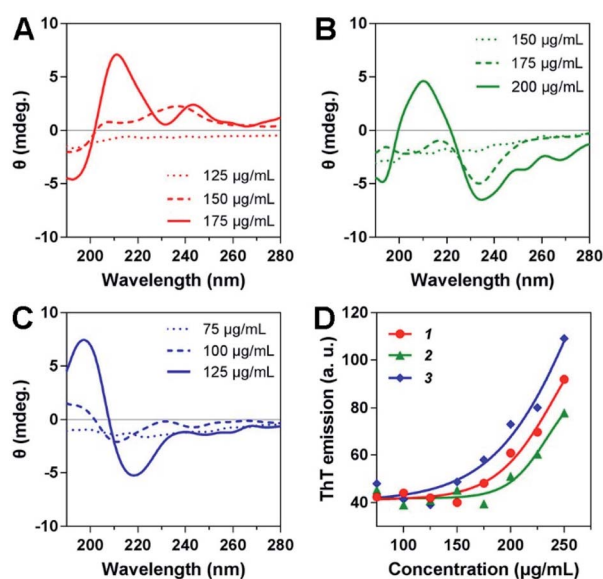 A
10
5
0
-5
-10
θ (mdeg.)
125 µg/mL
150 µg/mL
175 µg/mL
200 220 240 260 280
Wavelength (nm)
B
10
5
0
-5
-10
θ (mdeg.)
150 µg/mL
175 µg/mL
200 µg/mL
200 220 240 260 280
Wavelength (nm)
C
10
5
0
-5
-10
θ (mdeg.)
75 µg/mL
100 µg/mL
125 µg/mL
200 220 240 260 280
Wavelength (nm)
D
120
100
80
60
40
ThT emission (a. u.)
1
2
3
100 150 200 250
Concentration (µg/mL)